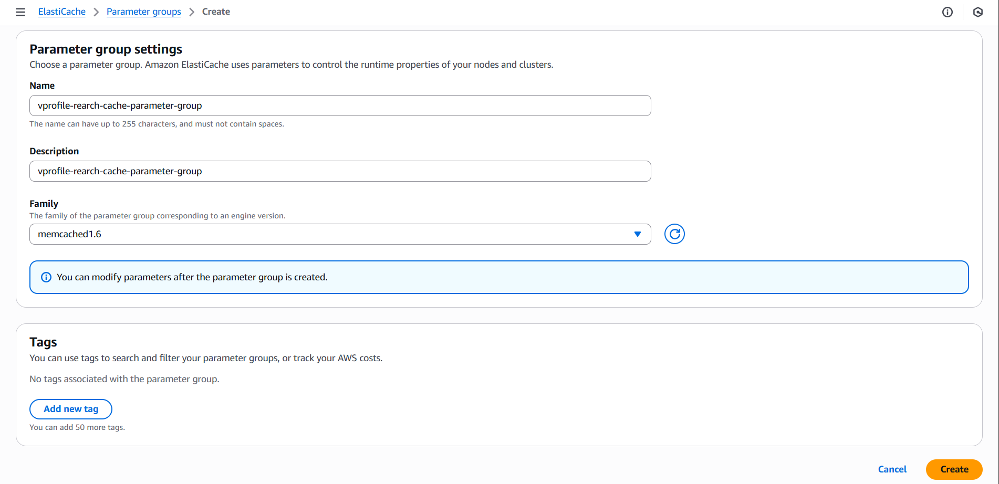 ElastiCache > Parameter groups > Create
Parameter group settings
Choose a parameter group. Amazon ElastiCache uses parameters to control the runtime properties of your nodes and clusters.
Name
vprofile-rearch-cache-parameter-group
The name can have up to 255 characters, and must not contain spaces.
Description
vprofile-rearch-cache-parameter-group
Family
The family of the parameter group corresponding to an engine version.
memcached1.6
You can modify parameters after the parameter group is created.
Tags
You can use tags to search and filter your parameter groups, or track your AWS costs.
No tags associated with the parameter group.
Add new tag
You can add 50 more tags.
Cancel Create